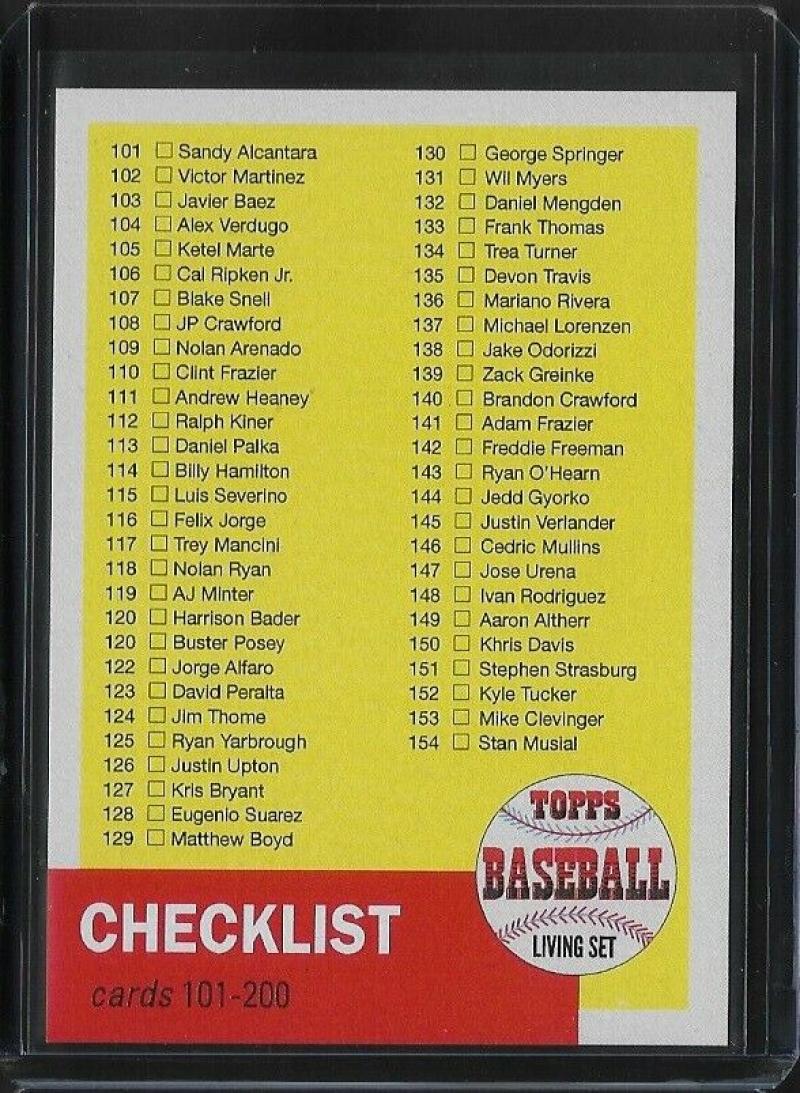 101 Sandy Alcantara
102 Victor Martinez
103 Javier Baez
104 Alex Verdugo
105 Ketel Marte
106 Cal Ripken Jr.
107 Blake Snell
108 JP Crawford
109 Nolan Arenado
110 Clint Frazier
111 Andrew Heaney
112 Ralph Kiner
113 Daniel Palka
114 Billy Hamilton
115 Luis Severino
116 Felix Jorge
117 Trey Mancini
118 Nolan Ryan
119 AJ Minter
120 Harrison Bader
120 Buster Posey
122 Jorge Alfaro
123 David Peralta
124 Jim Thome
125 Ryan Yarbrough
126 Justin Upton
127 Kris Bryant
128 Eugenio Suarez
129 Matthew Boyd
130 George Springer
131 Wil Myers
132 Daniel Mengden
133 Frank Thomas
134 Trea Turner
135 Devon Travis
136 Mariano Rivera
137 Michael Lorenzen
138 Jake Odorizzi
139 Zack Greinke
140 Brandon Crawford
141 Adam Frazier
142 Freddie Freeman
143 Ryan O'Hearn
144 Jedd Gyorko
145 Justin Verlander
146 Cedric Mullins
147 Jose Urena
148 Ivan Rodriguez
149 Aaron Altherr
150 Khris Davis
151 Stephen Strasburg
152 Kyle Tucker
153 Mike Clevinger
154 Stan Musial
TOPPS
BASEBALL
LIVING SET
CHECKLIST
cards 101-200